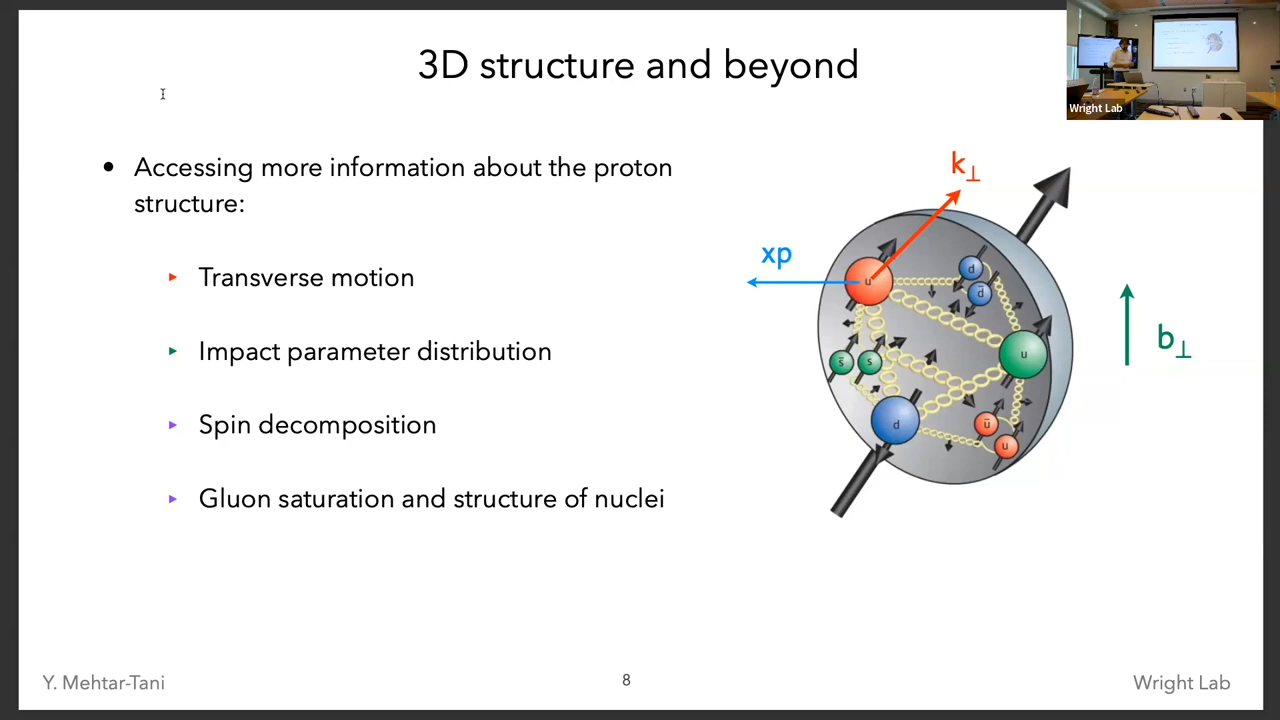 3D structure and beyond
Wright Lab
• Accessing more information about the proton
structure:
▸ Transverse motion
▸ Impact parameter distribution
▸ Spin decomposition
▸ Gluon saturation and structure of nuclei
k⊥
xp
b⊥
u
d
d̄
s̄
s
u
d
ū
u
Y. Mehtar-Tani
8
Wright Lab